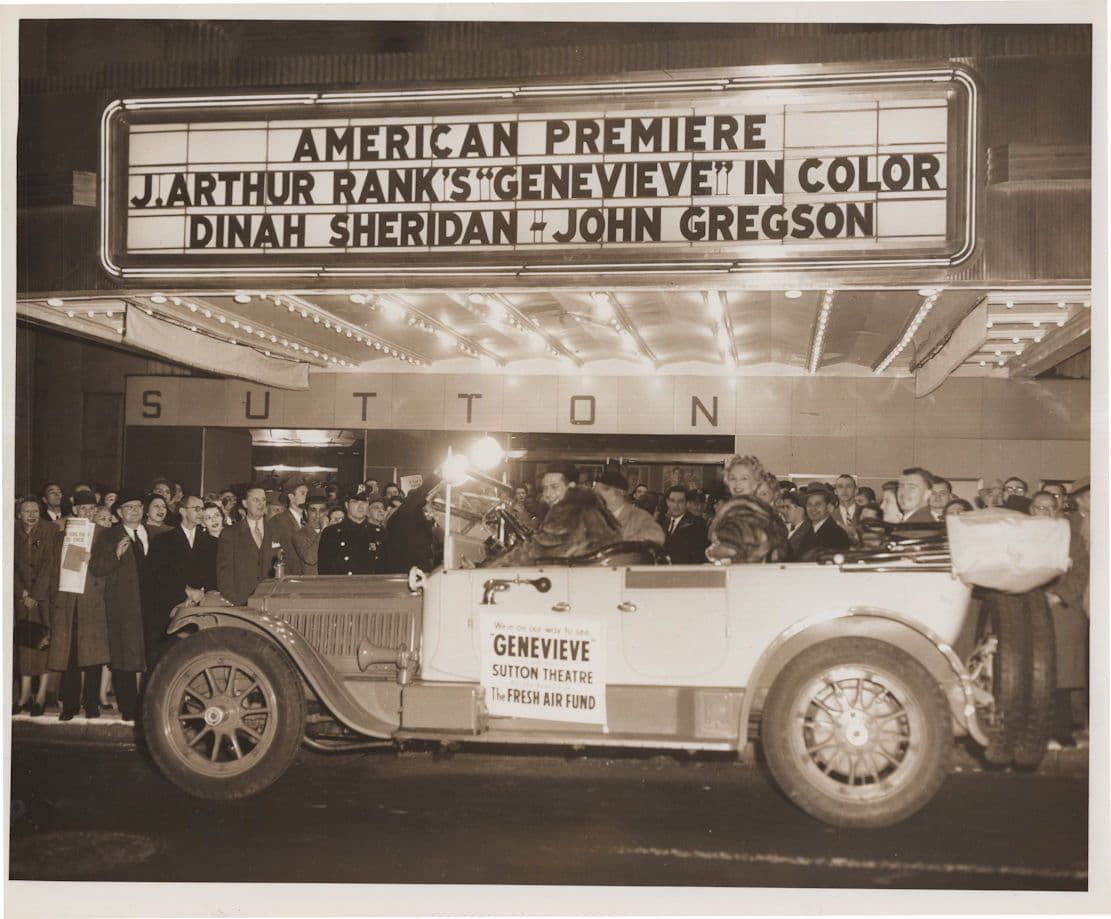 AMERICAN PREMIERE
J. ARTHUR RANK'S "GENEVIEVE" IN COLOR
DINAH SHERIDAN - JOHN GREGSON
SUTTON
We're on our way to see
"GENEVIEVE"
SUTTON THEATRE
The FRESH AIR FUND